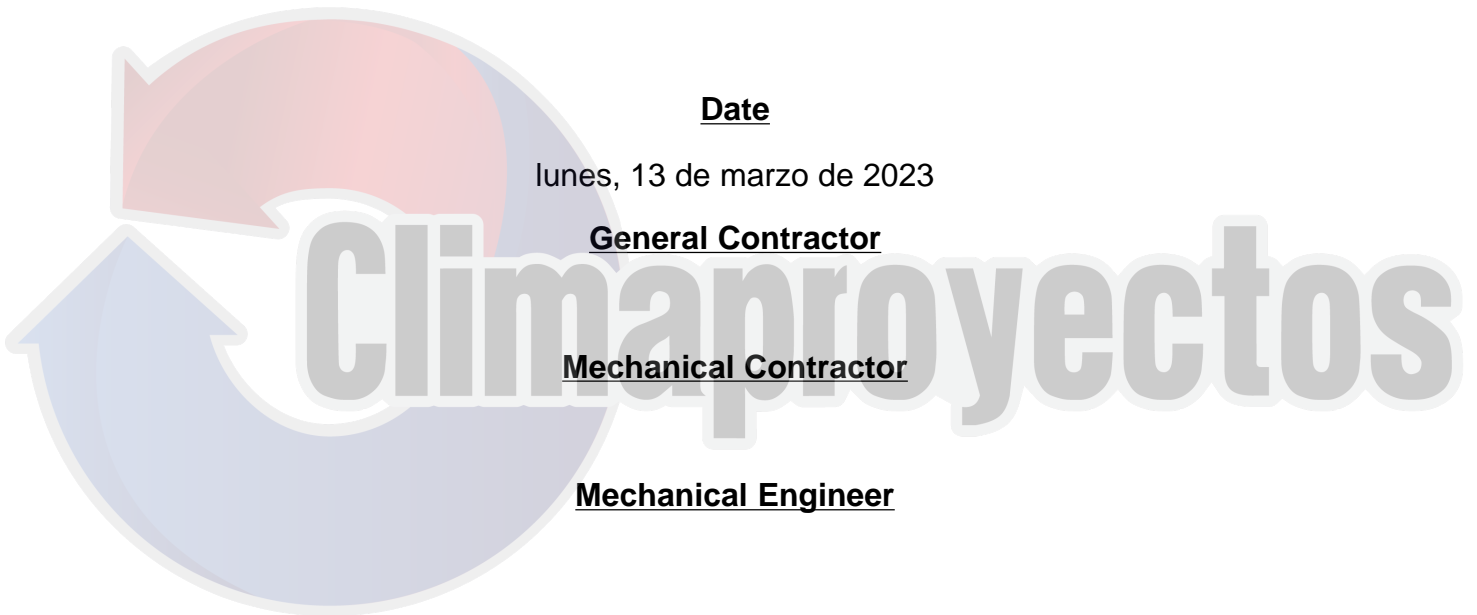 Date
lunes, 13 de marzo de 2023
General Contractor
Climaproyectos
Mechanical Contractor
Mechanical Engineer